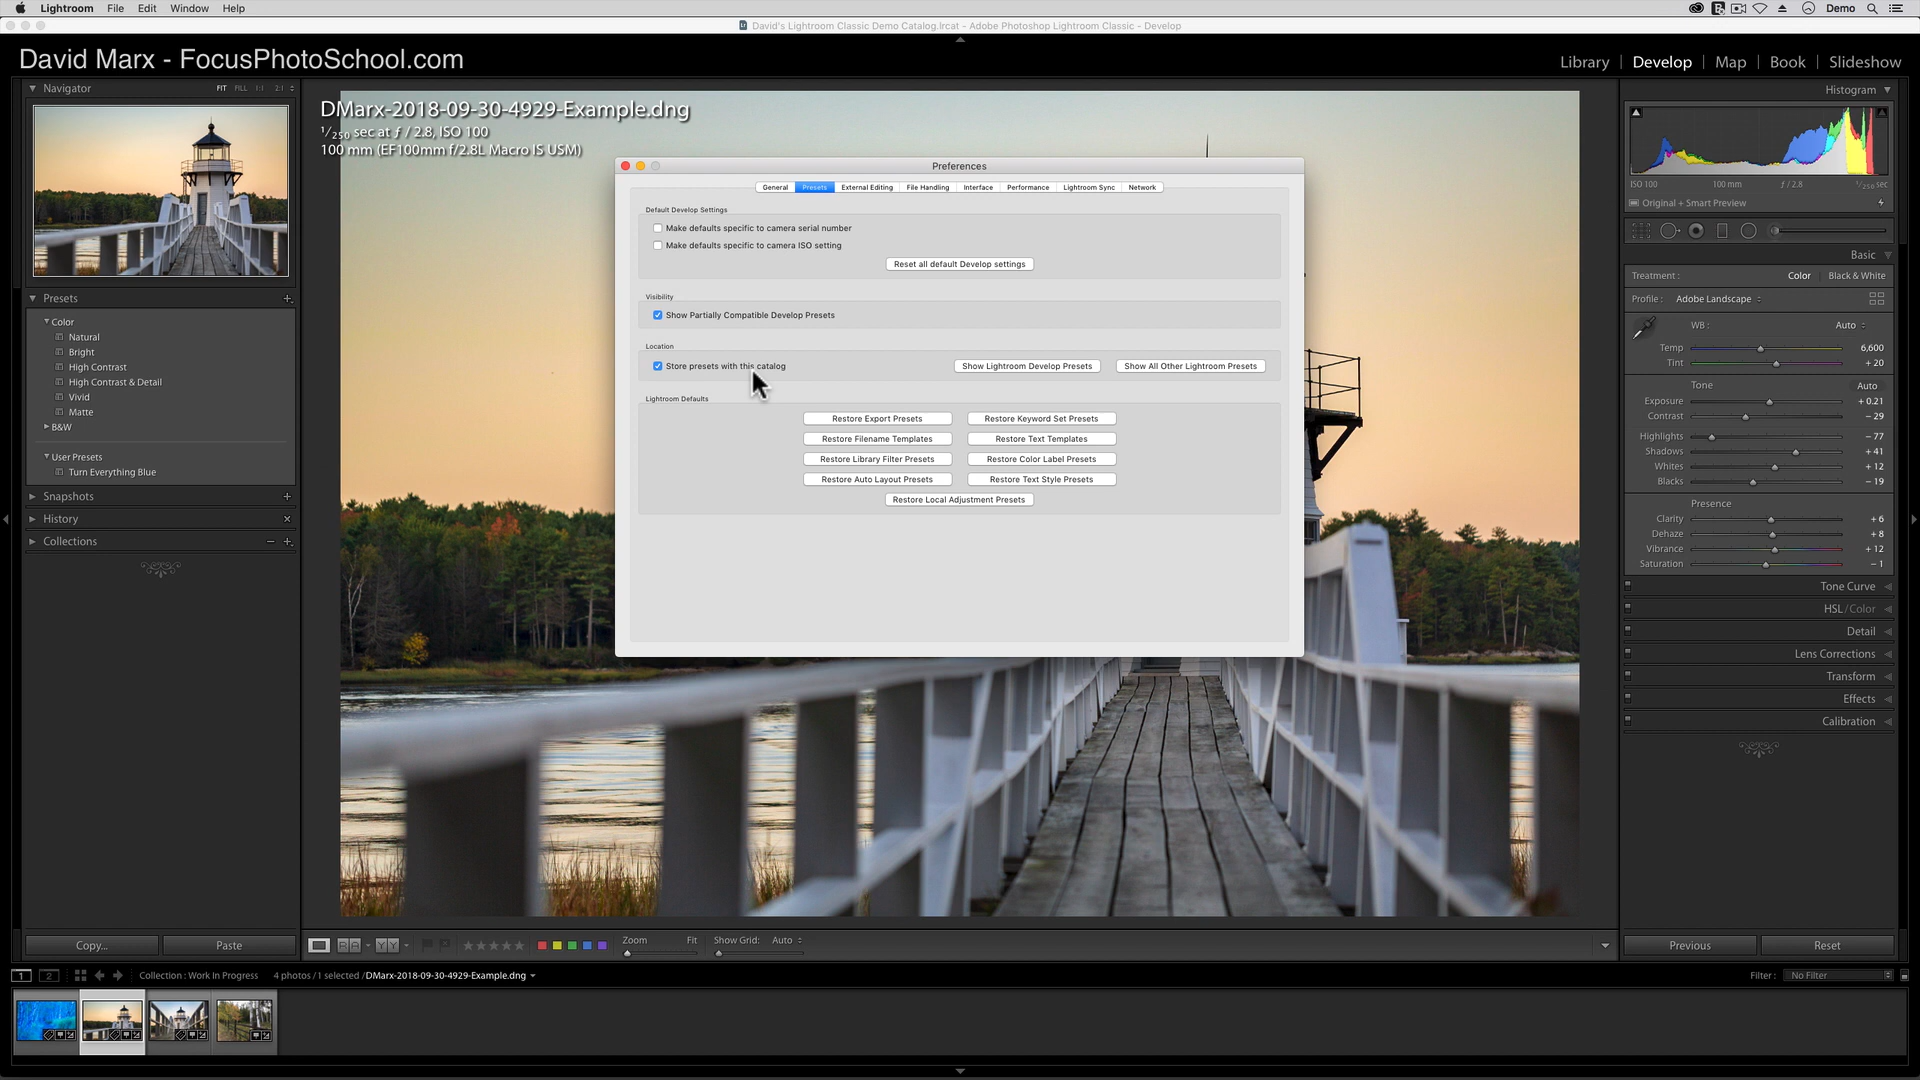 Lightroom File Edit Window Help Demo
David's Lightroom Classic Demo Catalog.lrcat - Adobe Photoshop Lightroom Classic - Develop
David Marx - FocusPhotoSchool.com
Library | Develop | Map | Book | Slideshow
Navigator FIT FILL 1:1 2:1
Presets
Color
Natural
Bright
High Contrast
High Contrast & Detail
Vivid
Matte
B&W
User Presets
Turn Everything Blue
Snapshots
History
Collections
Copy... Paste
DMarx-2018-09-30-4929-Example.dng
1/250 sec at ƒ / 2.8, ISO 100
100 mm (EF100mm f/2.8L Macro IS USM)
Preferences
General Presets External Editing File Handling Interface Performance Lightroom Sync Network
Default Develop Settings
Make defaults specific to camera serial number
Make defaults specific to camera ISO setting
Reset all default Develop settings
Visibility
Show Partially Compatible Develop Presets
Location
Store presets with this catalog Show Lightroom Develop Presets Show All Other Lightroom Presets
Lightroom Defaults
Restore Export Presets Restore Keyword Set Presets
Restore Filename Templates Restore Text Templates
Restore Library Filter Presets Restore Color Label Presets
Restore Auto Layout Presets Restore Text Style Presets
Restore Local Adjustment Presets
Histogram
ISO 100 100 mm ƒ / 2.8 1/250 sec
Original + Smart Preview
Basic
Treatment : Color Black & White
Profile : Adobe Landscape
WB : Auto
Temp 6,600
Tint + 20
Tone Auto
Exposure + 0.21
Contrast − 29
Highlights − 77
Shadows + 41
Whites + 12
Blacks − 19
Presence
Clarity + 6
Dehaze + 8
Vibrance + 12
Saturation − 1
Tone Curve
HSL / Color
Detail
Lens Corrections
Transform
Effects
Calibration
Previous Reset
RA YY Zoom Fit Show Grid: Auto
1 2 Collection : Work In Progress 4 photos / 1 selected / DMarx-2018-09-30-4929-Example.dng Filter : No Filter